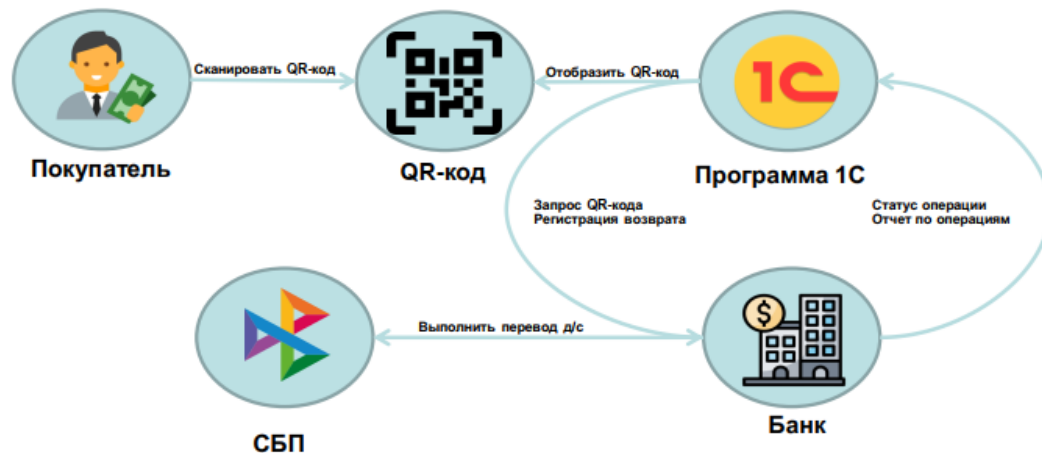 Сканировать QR-код
Отобразить QR-код
1С
Покупатель
QR-код
Программа 1С
Запрос QR-кода
Регистрация возврата
Статус операции
Отчет по операциям
Выполнить перевод д/с
$
СБП
Банк